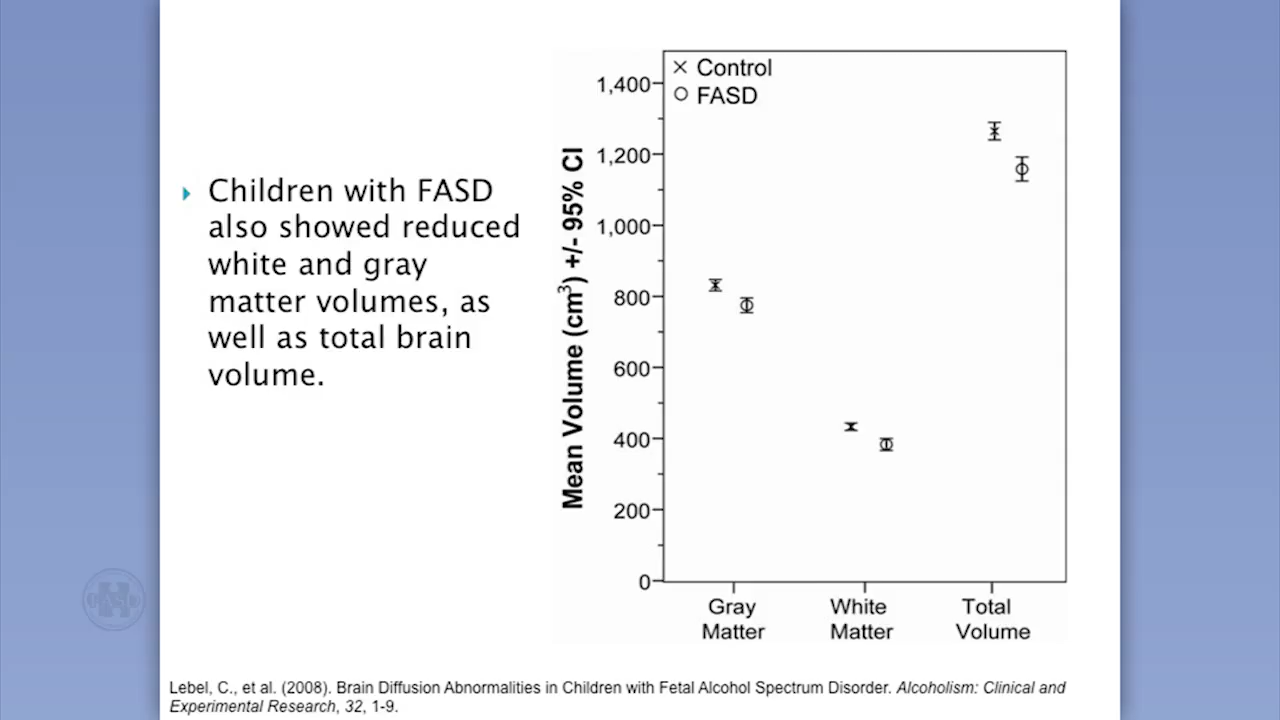 Children with FASD
also showed reduced
white and gray
matter volumes, as
well as total brain
volume.
Control
FASD
Mean Volume (cm³) +/- 95% CI
1,400
1,200
1,000
800
600
400
200
0
Gray
Matter
White
Matter
Total
Volume
Lebel, C., et al. (2008). Brain Diffusion Abnormalities in Children with Fetal Alcohol Spectrum Disorder. Alcoholism: Clinical and
Experimental Research, 32, 1-9.